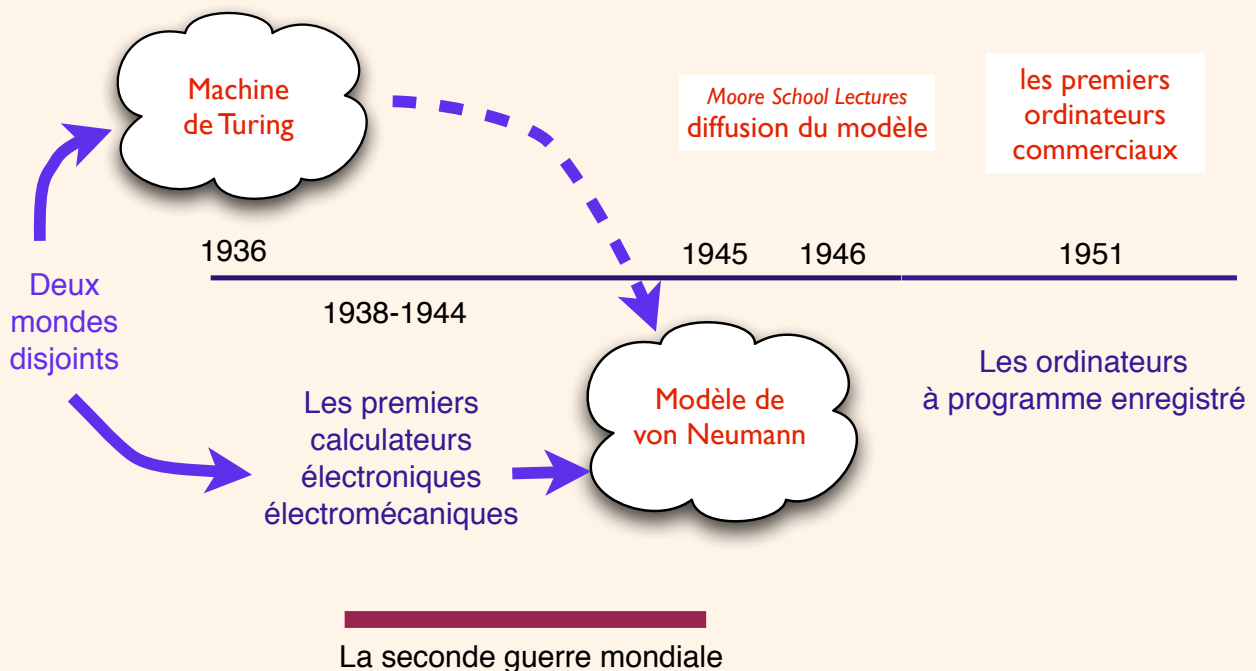 Machine
de Turing
Moore School Lectures
diffusion du modèle
les premiers
ordinateurs
commerciaux
1936
1945
1946
1951
Deux
mondes
disjoints
1938-1944
Les premiers
calculateurs
électroniques
électromécaniques
Modèle de
von Neumann
Les ordinateurs
à programme enregistré
La seconde guerre mondiale